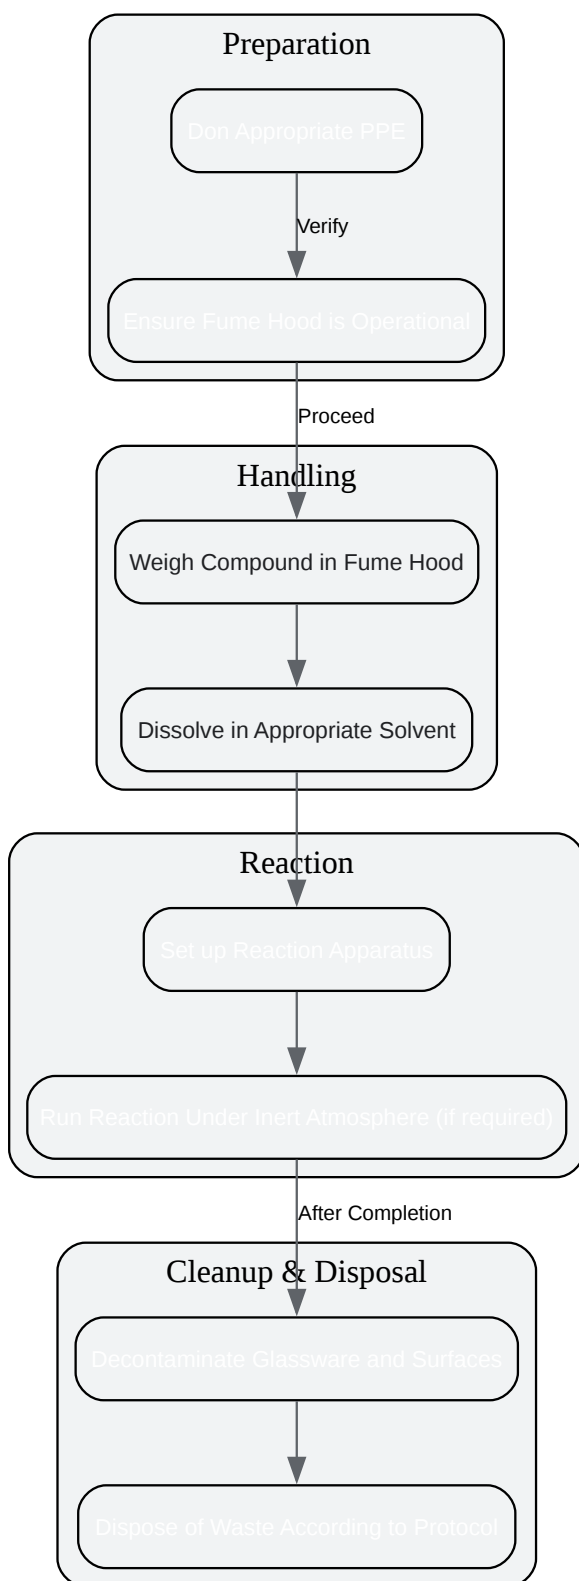 Preparation
Don Appropriate PPE
Verify
Ensure Fume Hood is Operational
Proceed
Handling
Weigh Compound in Fume Hood
Dissolve in Appropriate Solvent
Reaction
Set up Reaction Apparatus
Run Reaction Under Inert Atmosphere (if required)
After Completion
Cleanup & Disposal
Decontaminate Glassware and Surfaces
Dispose of Waste According to Protocol